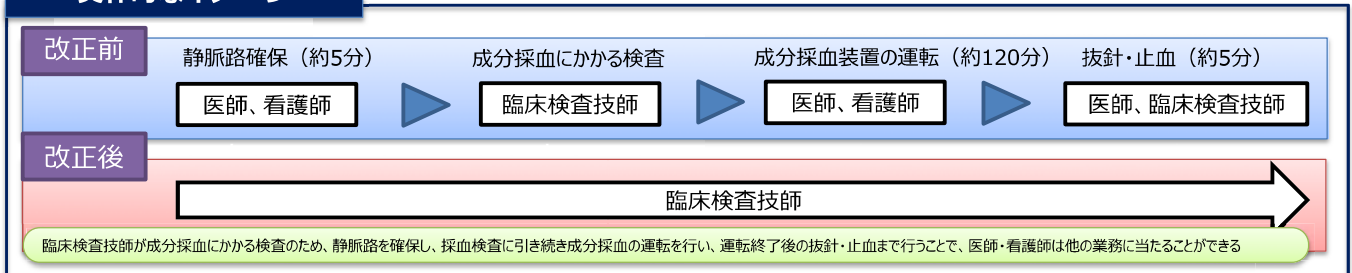 改正前
静脈路確保（約5分）
医師、看護師
成分採血にかかる検査
臨床検査技師
成分採血装置の運転（約120分）
医師、看護師
抜針・止血（約5分）
医師、臨床検査技師
改正後
臨床検査技師
臨床検査技師が成分採血にかかる検査のため、静脈路を確保し、採血検査に引き続き成分採血の運転を行い、運転終了後の抜針・止血まで行うことで、医師・看護師は他の業務に当たることができる